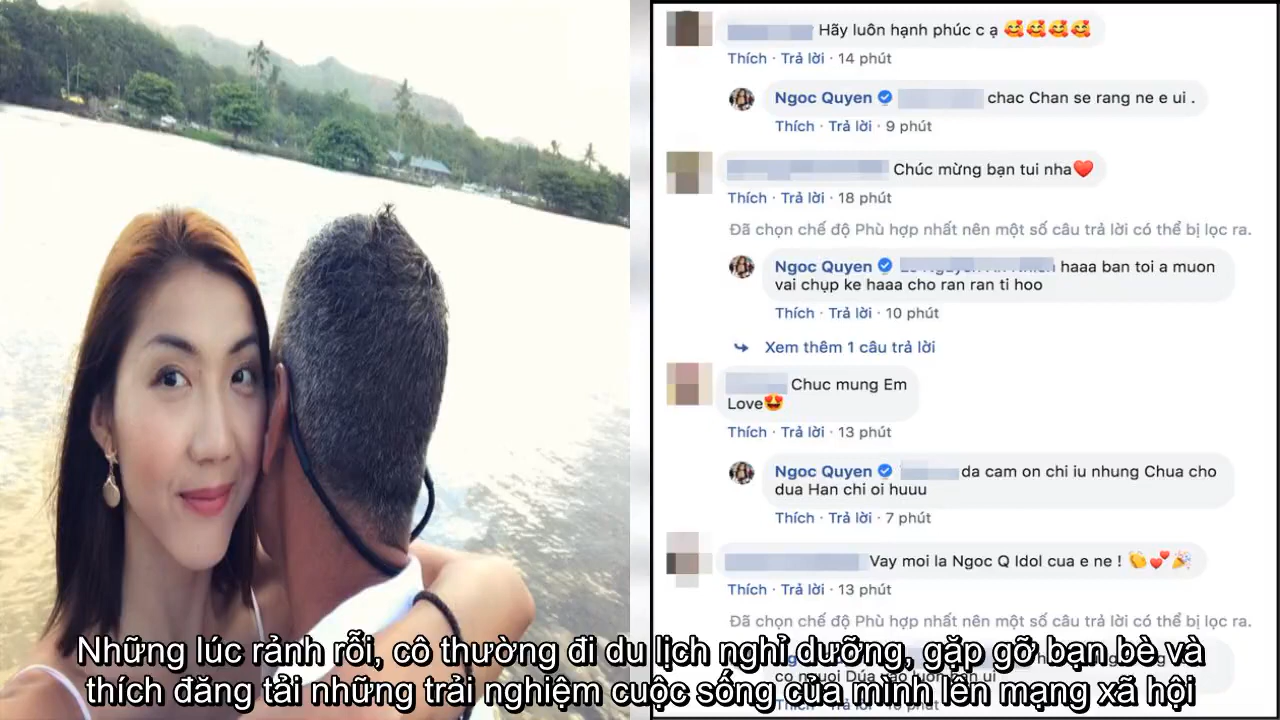 Hãy luôn hạnh phúc c ạ 🥰🥰🥰🥰
Thích · Trả lời · 14 phút
Ngoc Quyen chac Chan se rang ne e ui .
Thích · Trả lời · 9 phút
Chúc mừng bạn tui nha❤️
Thích · Trả lời · 18 phút
Đã chọn chế độ Phù hợp nhất nên một số câu trả lời có thể bị lọc ra.
Ngoc Quyen haaa ban toi a muon
vai chụp ke haaa cho ran ran ti hoo
Thích · Trả lời · 10 phút
Xem thêm 1 câu trả lời
Chuc mung Em
Love😍
Thích · Trả lời · 13 phút
Ngoc Quyen da cam on chi iu nhung Chua cho
dua Han chi oi huuu
Thích · Trả lời · 7 phút
Vay moi la Ngoc Q Idol cua e ne ! 👏💕🎉
Thích · Trả lời · 13 phút
Đã chọn chế độ Phù hợp nhất nên một số câu trả lời có thể bị lọc ra.
Những lúc rảnh rỗi, cô thường đi du lịch nghỉ dưỡng, gặp gỡ bạn bè và
thích đăng tải những trải nghiệm cuộc sống của mình lên mạng xã hội